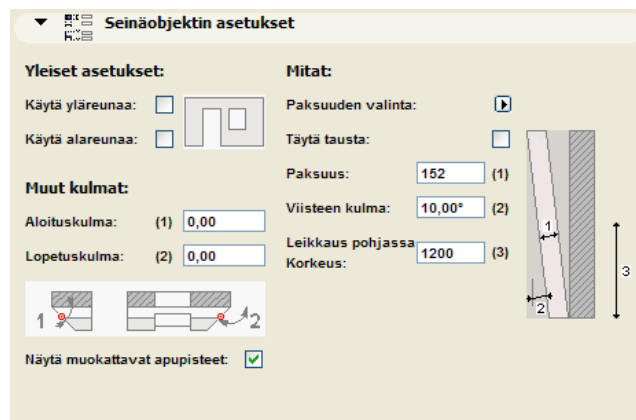 Seinäobjektin asetukset
Yleiset asetukset:
Käytä yläreunaa:
Käytä alareunaa:
Muut kulmat:
Aloituskulma: (1) 0,00
Lopetuskulma: (2) 0,00
1 2
Näytä muokattavat apupisteet:
Mitat:
Paksuuden valinta:
Täytä tausta:
Paksuus: 152 (1)
Viisteen kulma: 10,00° (2)
Leikkaus pohjassa
Korkeus: 1200 (3)
1
2
3